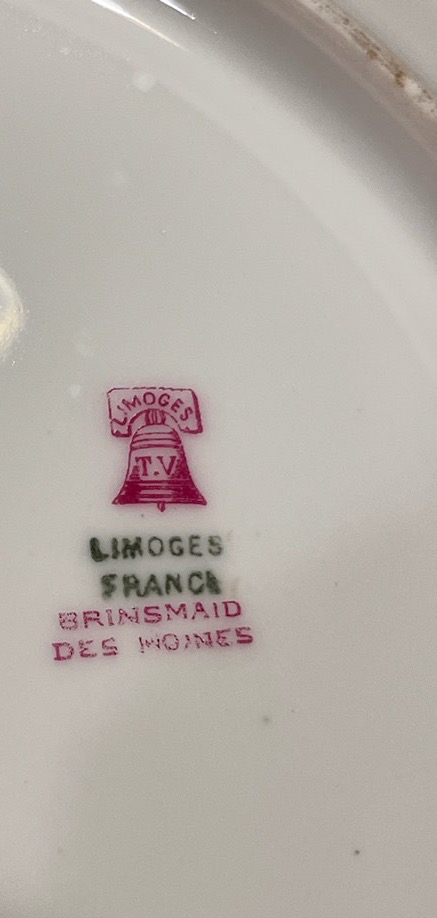 LIMOGES
T.V
LIMOGES
FRANCE
BRINSMAID
DES MOINES